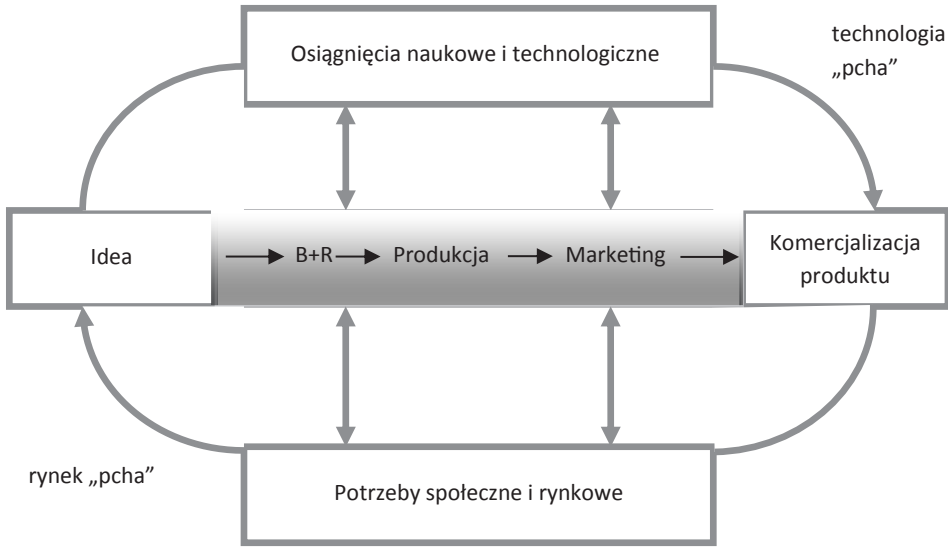 Osiągnięcia naukowe i technologiczne
technologia
„pcha”
Idea
B+R
Produkcja
Marketing
Komercjalizacja
produktu
rynek „pcha”
Potrzeby społeczne i rynkowe